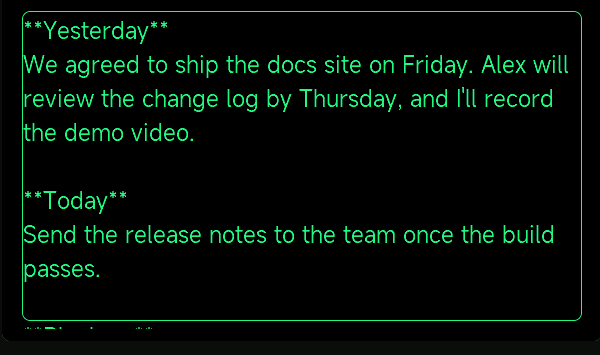 **Yesterday**
We agreed to ship the docs site on Friday. Alex will
review the change log by Thursday, and I'll record
the demo video.
**Today**
Send the release notes to the team once the build
passes.